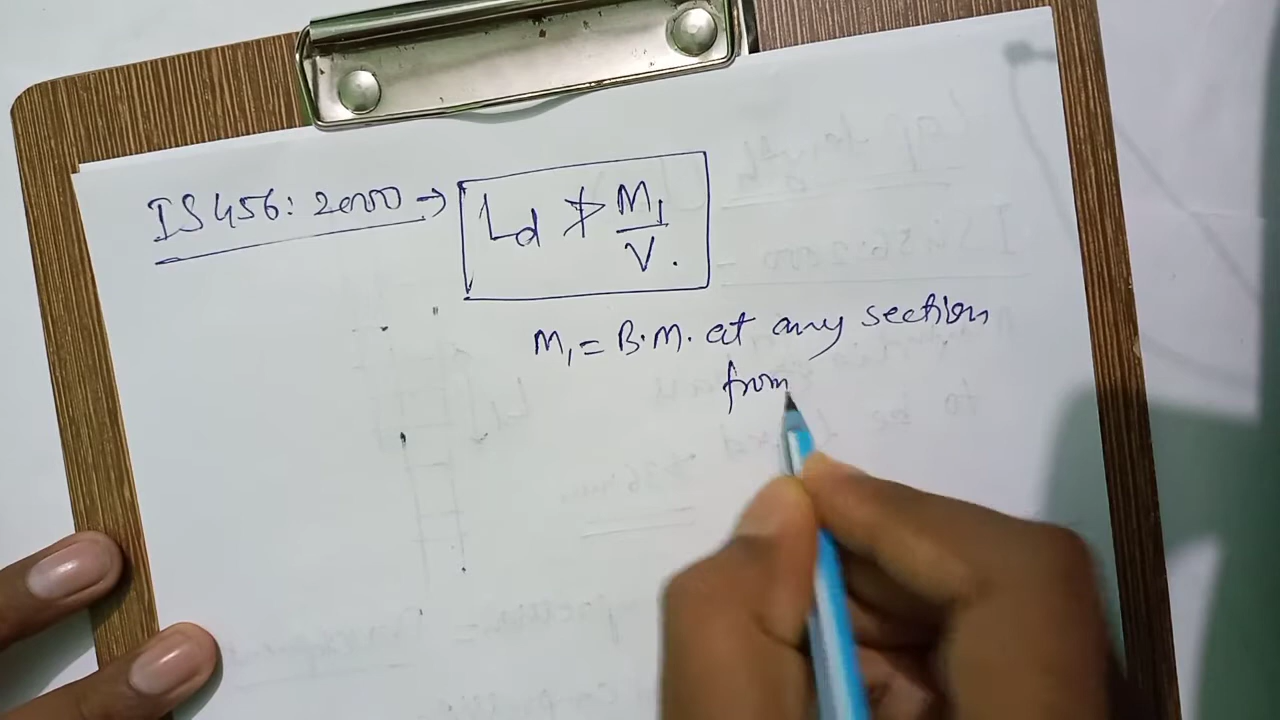 IS 456: 2000 → Ld ≯ M1/V.
M1 = B.M. at any section
from